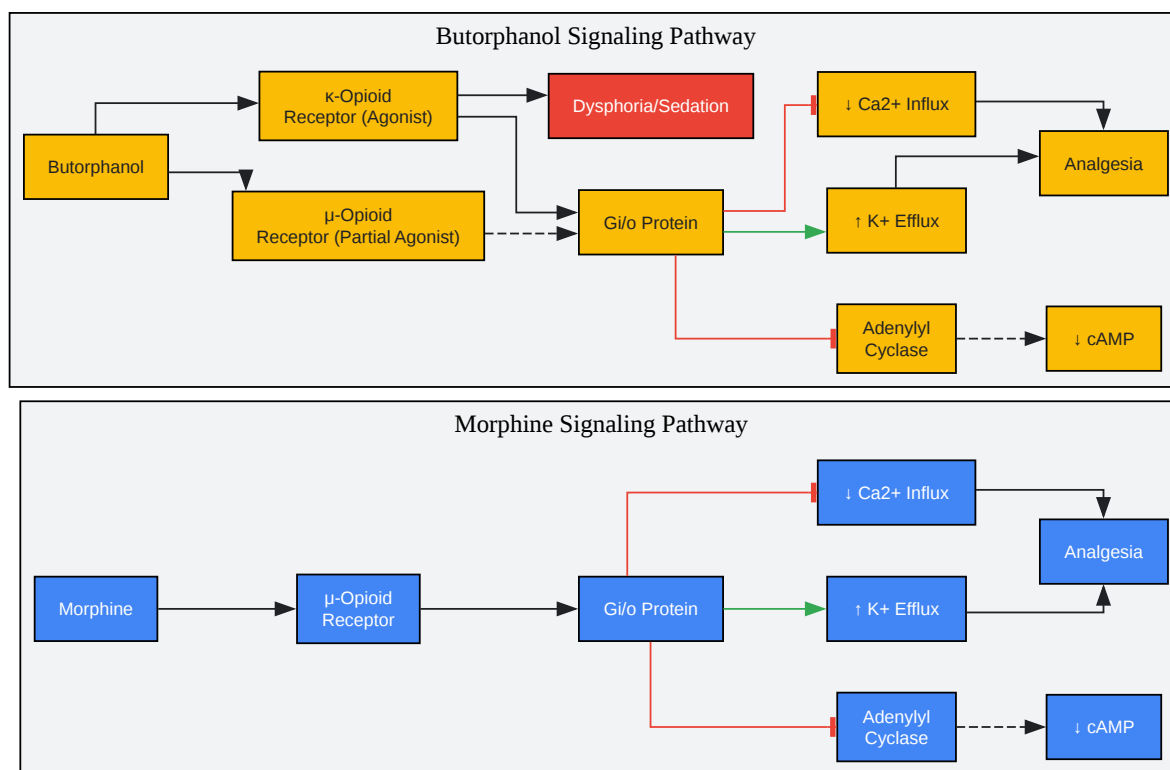 Butorphanol Signaling Pathway
κ-Opioid
Receptor (Agonist)
Dysphoria/Sedation
↓ Ca2+ Influx
Butorphanol
Analgesia
μ-Opioid
Receptor (Partial Agonist)
Gi/o Protein
↑ K+ Efflux
Adenylyl
Cyclase
↓ cAMP
Morphine Signaling Pathway
↓ Ca2+ Influx
Analgesia
Morphine
μ-Opioid
Receptor
Gi/o Protein
↑ K+ Efflux
Adenylyl
Cyclase
↓ cAMP